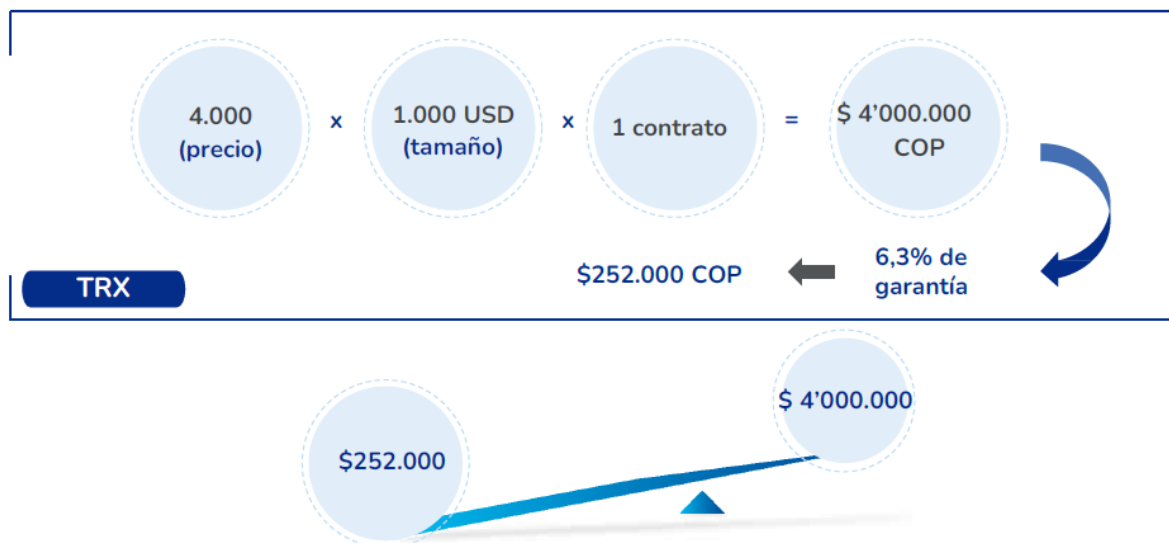 4.000
(precio)
x
1.000 USD
(tamaño)
x
1 contrato
=
$ 4’000.000
COP
TRX
$252.000 COP
6,3% de
garantía
$252.000
$ 4’000.000